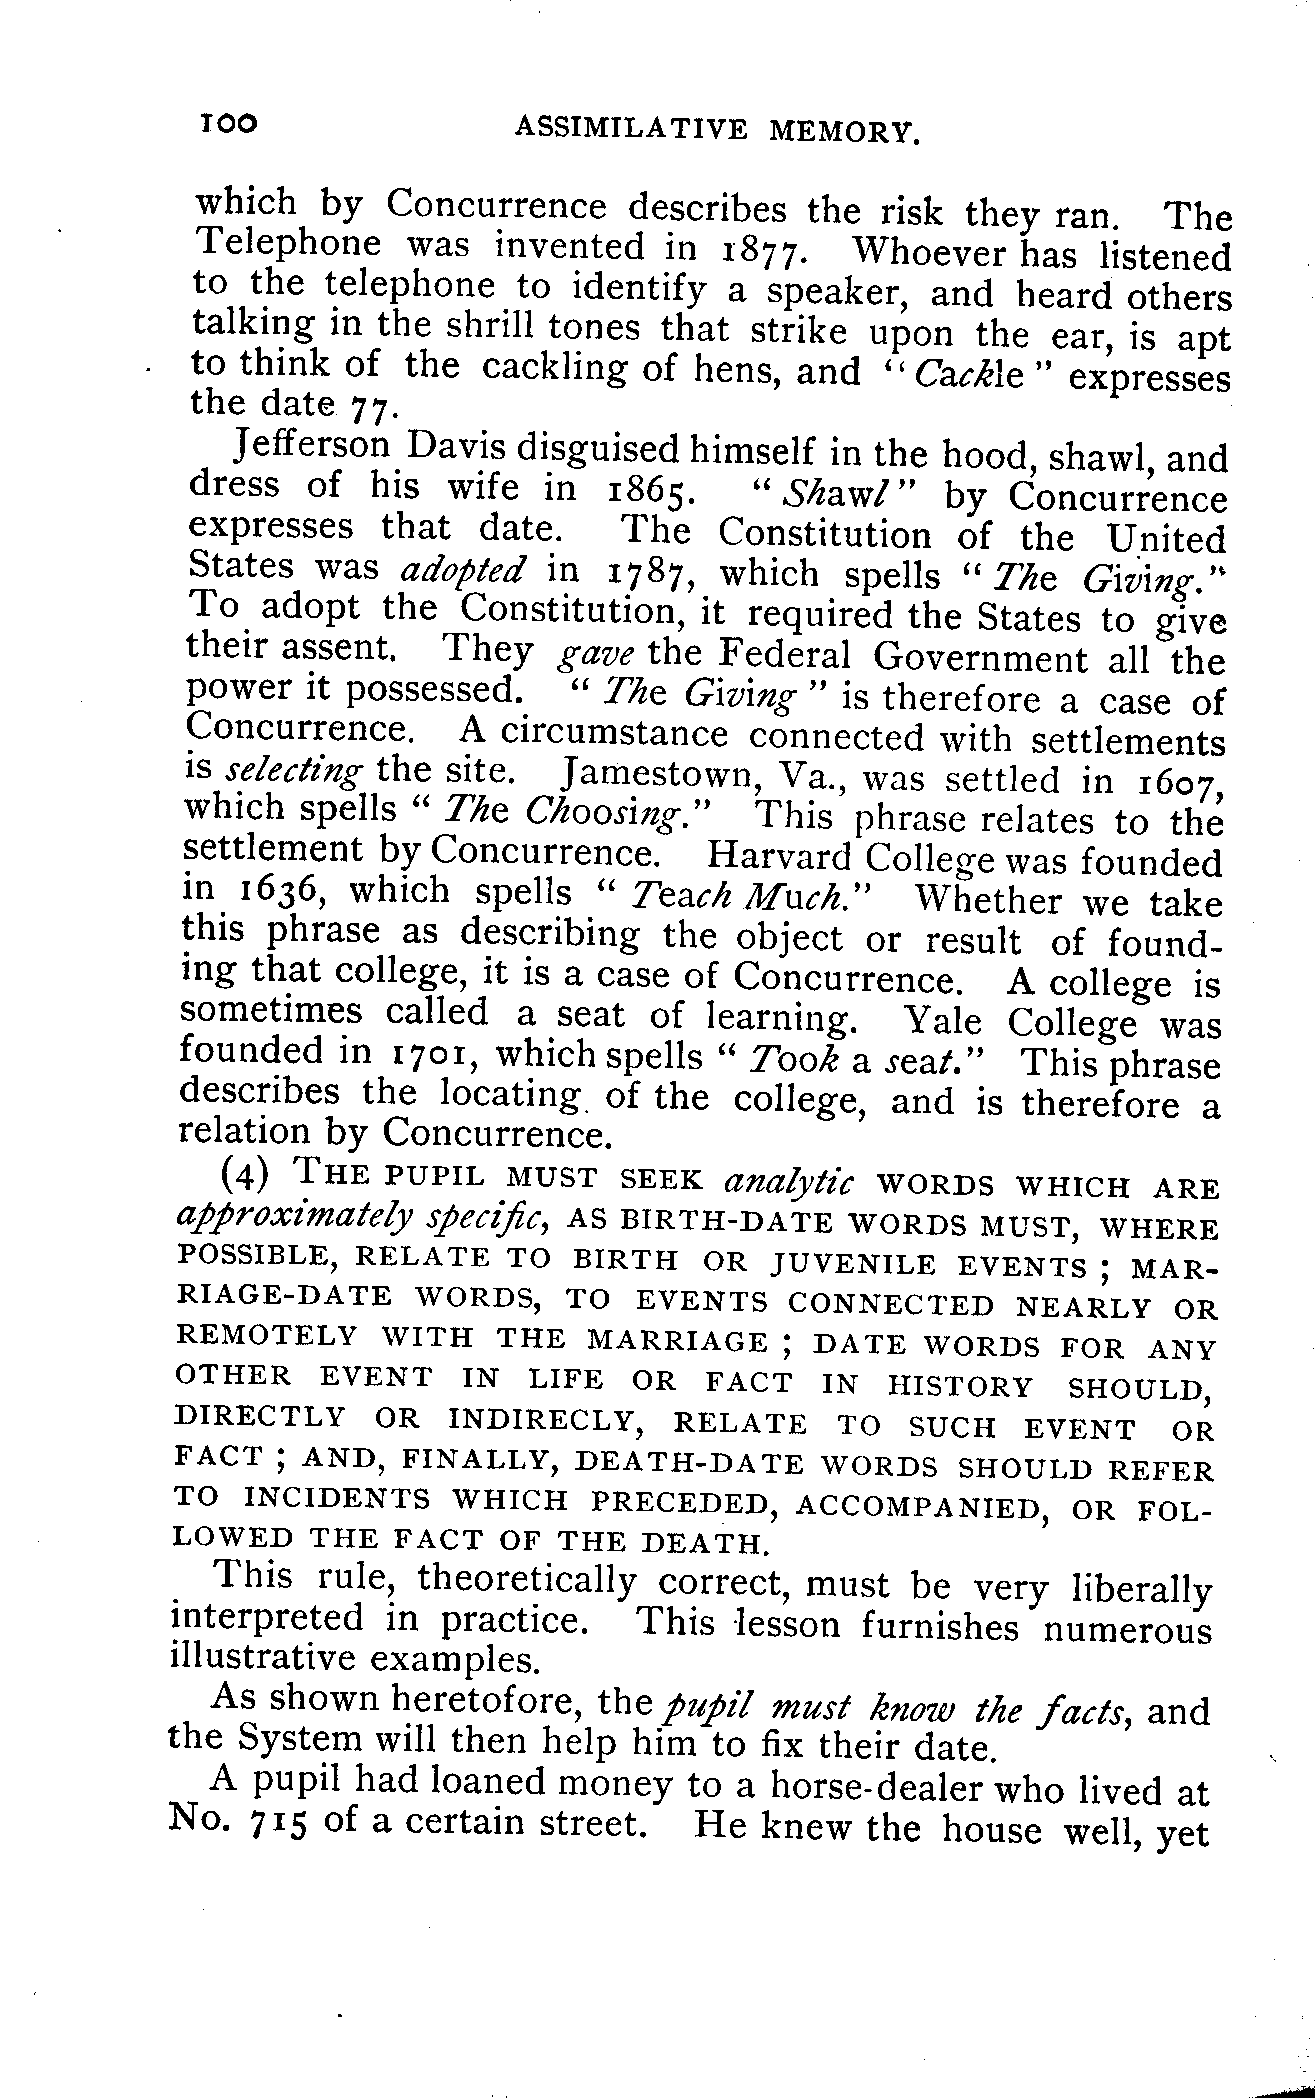 100 ASSIMILATIVE MEMORY.
which by Concurrence describes the risk they ran. The
Telephone was invented in 1877. Whoever has listened
to the telephone to identify a speaker, and heard others
talking in the shrill tones that strike upon the ear, is apt
to think of the cackling of hens, and "Cackle" expresses
the date 77.
Jefferson Davis disguised himself in the hood, shawl, and
dress of his wife in 1865. "Shawl" by Concurrence
expresses that date. The Constitution of the United
States was adopted in 1787, which spells "The Giving."
To adopt the Constitution, it required the States to give
their assent. They gave the Federal Government all the
power it possessed. "The Giving" is therefore a case of
Concurrence. A circumstance connected with settlements
is selecting the site. Jamestown, Va., was settled in 1607,
which spells "The Choosing." This phrase relates to the
settlement by Concurrence. Harvard College was founded
in 1636, which spells "Teach Much." Whether we take
this phrase as describing the object or result of found-
ing that college, it is a case of Concurrence. A college is
sometimes called a seat of learning. Yale College was
founded in 1701, which spells "Took a seat." This phrase
describes the locating of the college, and is therefore a
relation by Concurrence.
(4) THE PUPIL MUST SEEK analytic WORDS WHICH ARE
approximately specific, AS BIRTH-DATE WORDS MUST, WHERE
POSSIBLE, RELATE TO BIRTH OR JUVENILE EVENTS; MAR-
RIAGE-DATE WORDS, TO EVENTS CONNECTED NEARLY OR
REMOTELY WITH THE MARRIAGE; DATE WORDS FOR ANY
OTHER EVENT IN LIFE OR FACT IN HISTORY SHOULD,
DIRECTLY OR INDIRECLY, RELATE TO SUCH EVENT OR
FACT; AND, FINALLY, DEATH-DATE WORDS SHOULD REFER
TO INCIDENTS WHICH PRECEDED, ACCOMPANIED, OR FOL-
LOWED THE FACT OF THE DEATH.
This rule, theoretically correct, must be very liberally
interpreted in practice. This lesson furnishes numerous
illustrative examples.
As shown heretofore, the pupil must know the facts, and
the System will then help him to fix their date.
A pupil had loaned money to a horse-dealer who lived at
No. 715 of a certain street. He knew the house well, yet